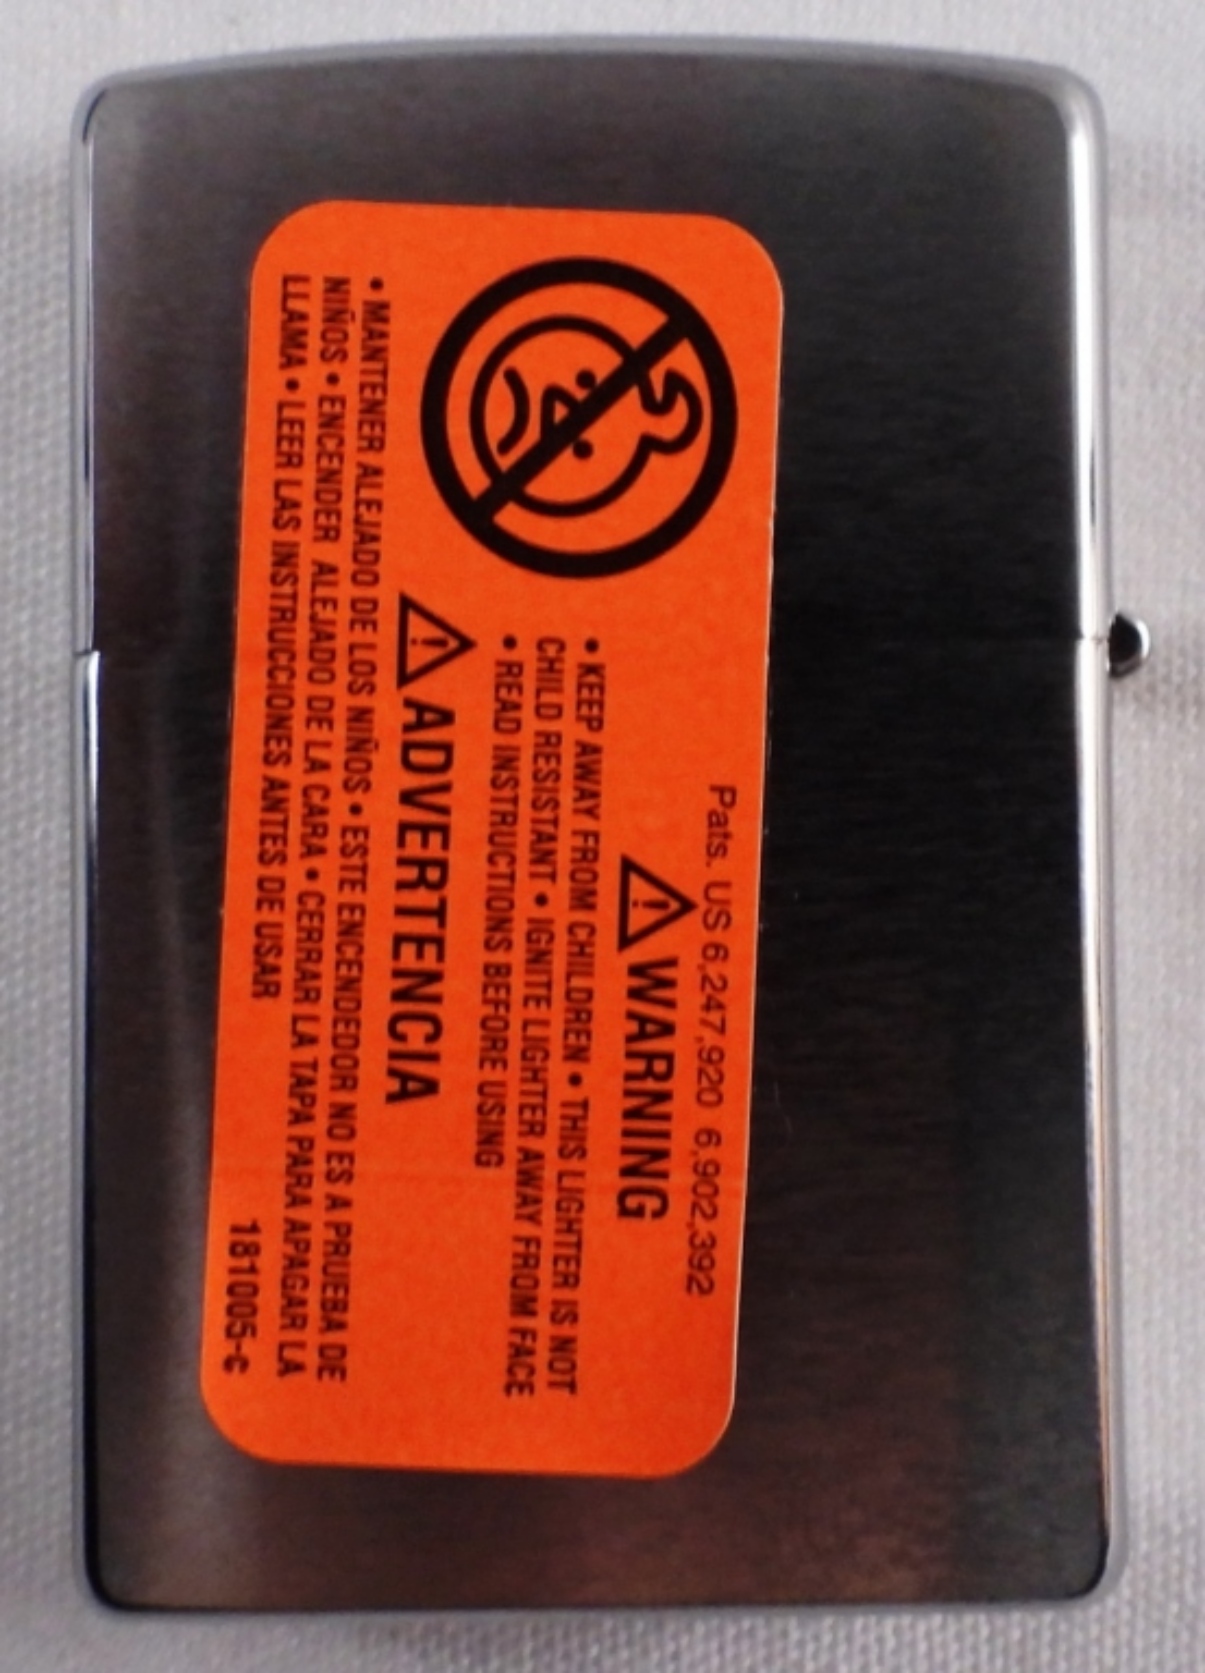 Pats. US 6,247,920 6,902,392
WARNING
• KEEP AWAY FROM CHILDREN • THIS LIGHTER IS NOT
CHILD RESISTANT • IGNITE LIGHTER AWAY FROM FACE
• READ INSTRUCTIONS BEFORE USING
ADVERTENCIA
• MANTENER ALEJADO DE LOS NIÑOS • ESTE ENCENDEDOR NO ES A PRUEBA DE
NIÑOS • ENCENDER ALEJADO DE LA CARA • CERRAR LA TAPA PARA APAGAR LA
LLAMA • LEER LAS INSTRUCCIONES ANTES DE USAR
181005-c